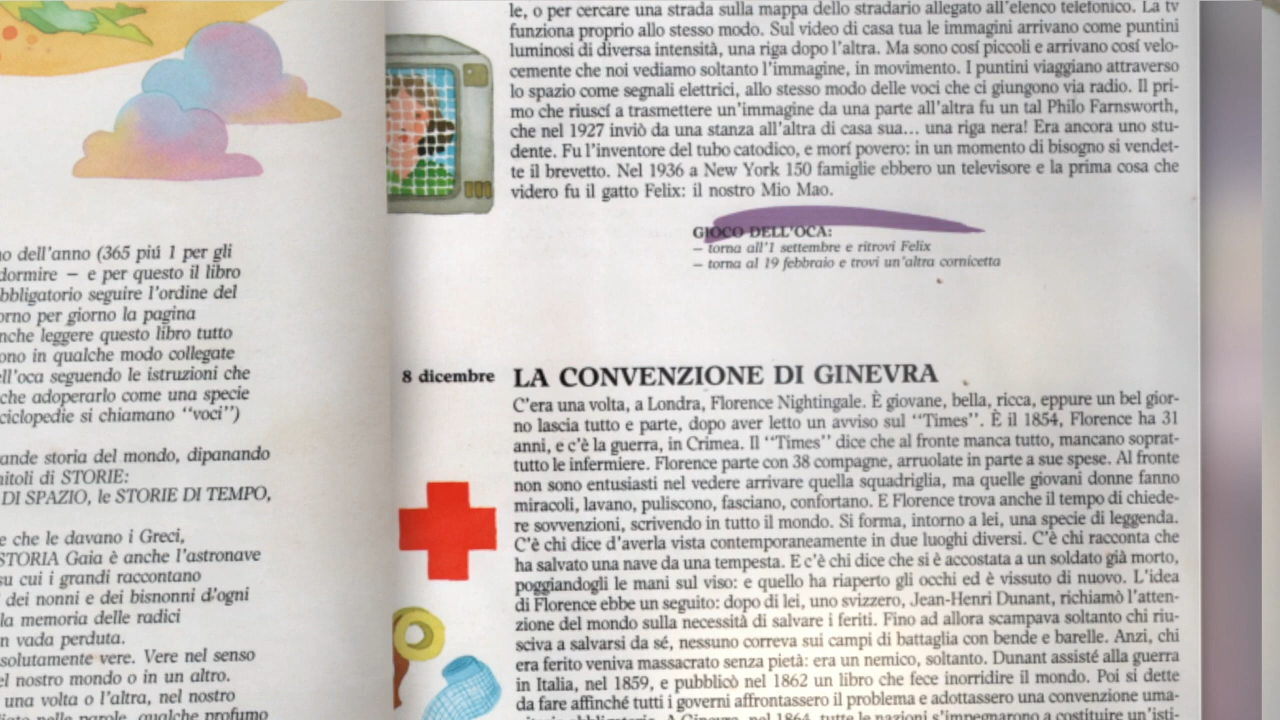 no dell'anno (365 piú 1 per gli
dormire – e per questo il libro
bbligatorio seguire l'ordine del
orno per giorno la pagina
nche leggere questo libro tutto
ono in qualche modo collegate
ell'oca seguendo le istruzioni che
che adoperarlo come una specie
ciclopedie si chiamano "voci")
ande storia del mondo, dipanando
nitoli di STORIE:
DI SPAZIO, le STORIE DI TEMPO,
e che le davano i Greci,
STORIA Gaia è anche l'astronave
su cui i grandi raccontano
dei nonni e dei bisnonni d'ogni
la memoria delle radici
n vada perduta.
solutamente vere. Vere nel senso
el nostro mondo o in un altro.
una volta o l'altra, nel nostro
nelle parole, qualche profumo
le, o per cercare una strada sulla mappa dello stradario allegato all'elenco telefonico. La tv
funziona proprio allo stesso modo. Sul video di casa tua le immagini arrivano come puntini
luminosi di diversa intensità, una riga dopo l'altra. Ma sono cosí piccoli e arrivano cosí velo-
cemente che noi vediamo soltanto l'immagine, in movimento. I puntini viaggiano attraverso
lo spazio come segnali elettrici, allo stesso modo delle voci che ci giungono via radio. Il pri-
mo che riuscí a trasmettere un'immagine da una parte all'altra fu un tal Philo Farnsworth,
che nel 1927 inviò da una stanza all'altra di casa sua... una riga nera! Era ancora uno stu-
dente. Fu l'inventore del tubo catodico, e morí povero: in un momento di bisogno si vendet-
te il brevetto. Nel 1936 a New York 150 famiglie ebbero un televisore e la prima cosa che
videro fu il gatto Felix: il nostro Mio Mao.
GIOCO DELL'OCA:
– torna all'1 settembre e ritrovi Felix
– torna al 19 febbraio e trovi un'altra cornicetta
8 dicembre
LA CONVENZIONE DI GINEVRA
C'era una volta, a Londra, Florence Nightingale. È giovane, bella, ricca, eppure un bel gior-
no lascia tutto e parte, dopo aver letto un avviso sul "Times". È il 1854, Florence ha 31
anni, e c'è la guerra, in Crimea. Il "Times" dice che al fronte manca tutto, mancano soprat-
tutto le infermiere. Florence parte con 38 compagne, arruolate in parte a sue spese. Al fronte
non sono entusiasti nel vedere arrivare quella squadriglia, ma quelle giovani donne fanno
miracoli, lavano, puliscono, fasciano, confortano. E Florence trova anche il tempo di chiede-
re sovvenzioni, scrivendo in tutto il mondo. Si forma, intorno a lei, una specie di leggenda.
C'è chi dice d'averla vista contemporaneamente in due luoghi diversi. C'è chi racconta che
ha salvato una nave da una tempesta. E c'è chi dice che si è accostata a un soldato già morto,
poggiandogli le mani sul viso: e quello ha riaperto gli occhi ed è vissuto di nuovo. L'idea
di Florence ebbe un seguito: dopo di lei, uno svizzero, Jean-Henri Dunant, richiamò l'atten-
zione del mondo sulla necessità di salvare i feriti. Fino ad allora scampava soltanto chi riu-
sciva a salvarsi da sé, nessuno correva sui campi di battaglia con bende e barelle. Anzi, chi
era ferito veniva massacrato senza pietà: era un nemico, soltanto. Dunant assisté alla guerra
in Italia, nel 1859, e pubblicò nel 1862 un libro che fece inorridire il mondo. Poi si dette
da fare affinché tutti i governi affrontassero il problema e adottassero una convenzione uma-
A Ginevra, nel 1864, tutte le nazioni s'impegnarono a costituire un'isti-